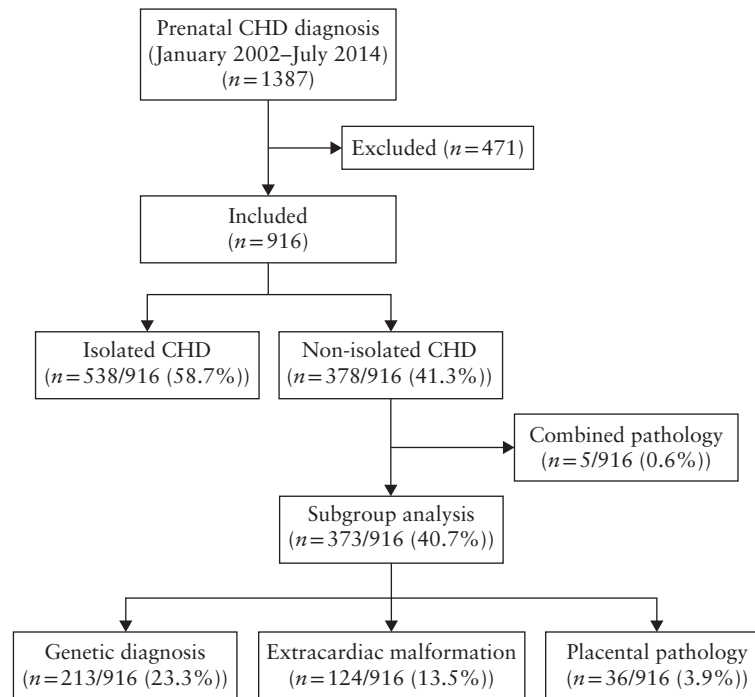 Prenatal CHD diagnosis
(January 2002–July 2014)
(n=1387)
Excluded (n=471)
Included
(n=916)
Isolated CHD
(n=538/916 (58.7%))
Non-isolated CHD
(n=378/916 (41.3%))
Combined pathology
(n=5/916 (0.6%))
Subgroup analysis
(n=373/916 (40.7%))
Genetic diagnosis
(n=213/916 (23.3%))
Extracardiac malformation
(n=124/916 (13.5%))
Placental pathology
(n=36/916 (3.9%))